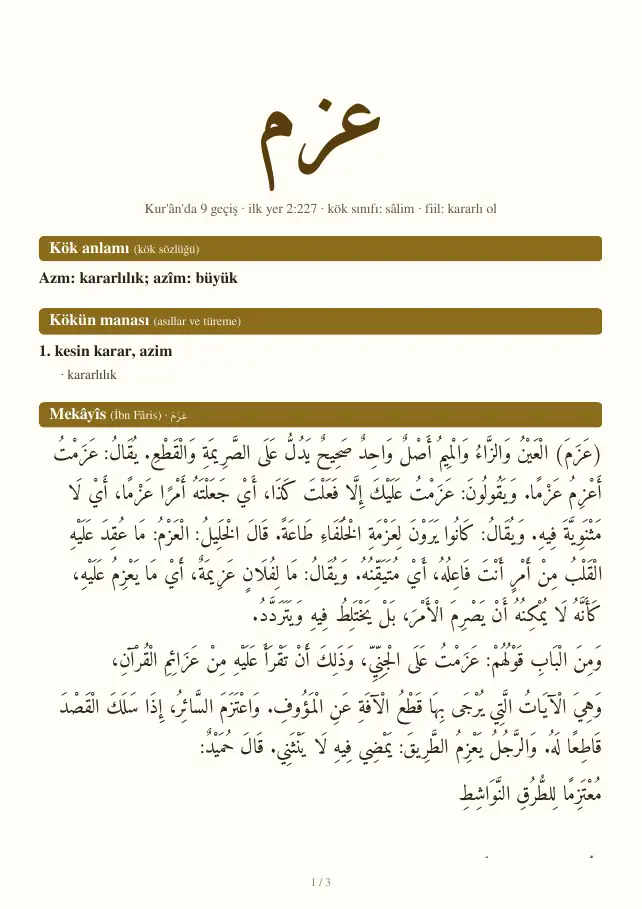 عزم
Kur'ân'da 9 geçiş · ilk yer 2:227 · kök sınıfı: sâlim · fiil: kararlı ol
Kök anlamı (kök sözlüğü)
Azm: kararlılık; azîm: büyük
Kökün manası (asıllar ve türeme)
1. kesin karar, azim
· kararlılık
Mekâyîs (İbn Fâris) · عَزَمَ
(عَزَمَ) الْعَيْنُ وَالزَّاءُ وَالْمِيمُ أَصْلٌ وَاحِدٌ صَحِيحٌ يَدُلُّ عَلَى الصَّرِيمَةِ وَالْقَطْعِ. يُقَالُ: عَزَمْتُ
أَعْزِمُ عَزْمًا. وَيَقُولُونَ: عَزَمْتُ عَلَيْكَ إِلَّا فَعَلْتَ كَذَا، أَيْ جَعَلْتَهُ أَمْرًا عَزْمًا، أَيْ لَا
مَثْنَوِيَّةَ فِيهِ. وَيُقَالُ: كَانُوا يَرَوْنَ لِعَزْمَةِ الْخُلَفَاءِ طَاعَةً. قَالَ الْخَلِيلُ: الْعَزْمُ: مَا عُقِدَ عَلَيْهِ
الْقَلْبُ مِنْ أَمْرٍ أَنْتَ فَاعِلُهُ، أَيْ مُتَيَقِّنُهُ. وَيُقَالُ: مَا لِفُلَانٍ عَزِيمَةٌ، أَيْ مَا يَعْزِمُ عَلَيْهِ،
كَأَنَّهُ لَا يُمْكِنُهُ أَنْ يَصْرِمَ الْأَمْرَ، بَلْ يَخْتَلِطُ فِيهِ وَيَتَرَدَّدُ.
وَمِنَ الْبَابِ قَوْلُهُمْ: عَزَمْتُ عَلَى الْجِنِّيِّ، وَذَلِكَ أَنْ تَقْرَأَ عَلَيْهِ مِنْ عَزَائِمِ الْقُرْآنِ،
وَهِيَ الْآيَاتُ الَّتِي يُرْجَى بِهَا قَطْعُ الْآفَةِ عَنِ الْمَؤُوفِ. وَاعْتَزَمَ السَّائِرُ، إِذَا سَلَكَ الْقَصْدَ
قَاطِعًا لَهُ. وَالرَّجُلُ يَعْزِمُ الطَّرِيقَ: يَمْضِي فِيهِ لَا يَنْثَنِي. قَالَ حُمَيْدٌ:
مُعْتَزِمًا لِلطُّرُقِ النَّوَاشِطِ
1 / 3